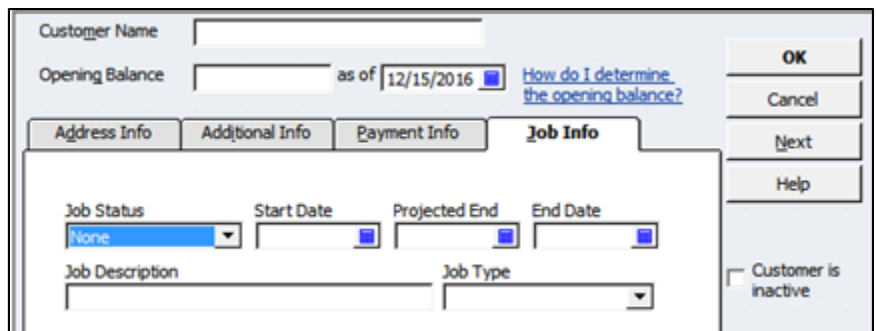 Customer Name
Opening Balance as of 12/15/2016 How do I determine
the opening balance?
OK
Cancel
Next
Help
Address Info Additional Info Payment Info Job Info
Job Status Start Date Projected End End Date
None
Job Description Job Type
Customer is
inactive